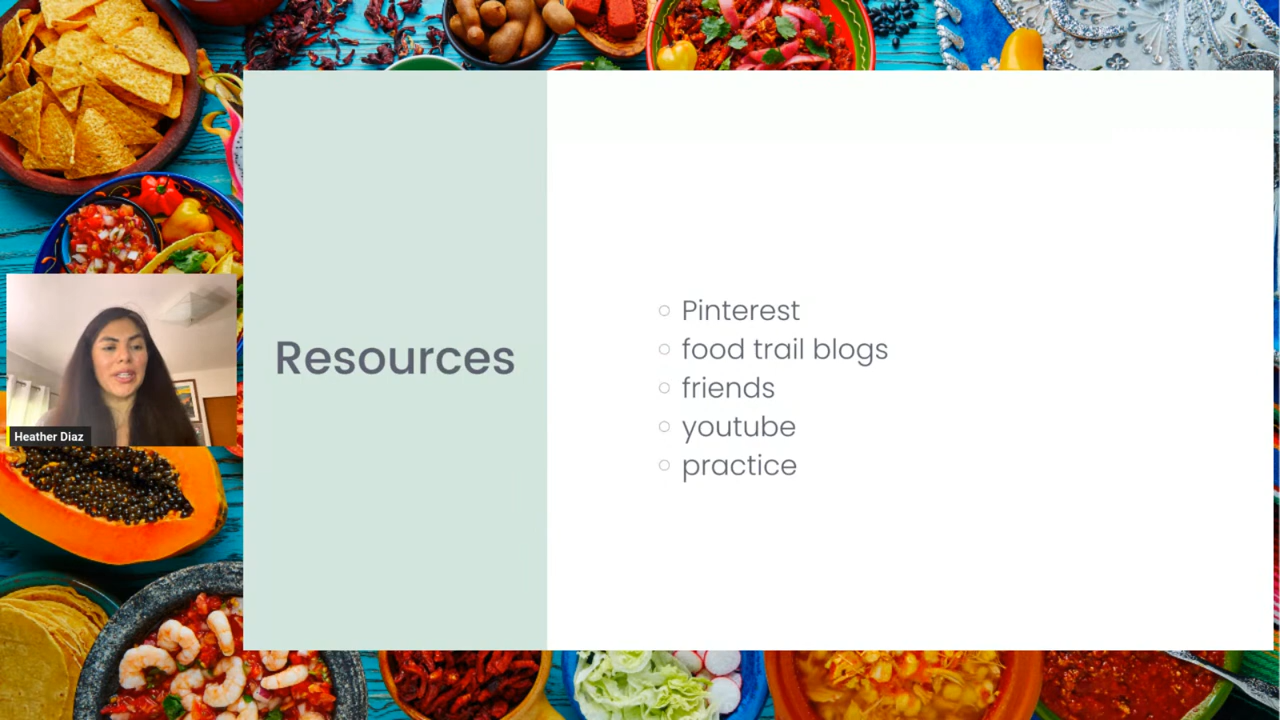 Resources
Pinterest
food trail blogs
friends
youtube
practice
Heather Diaz